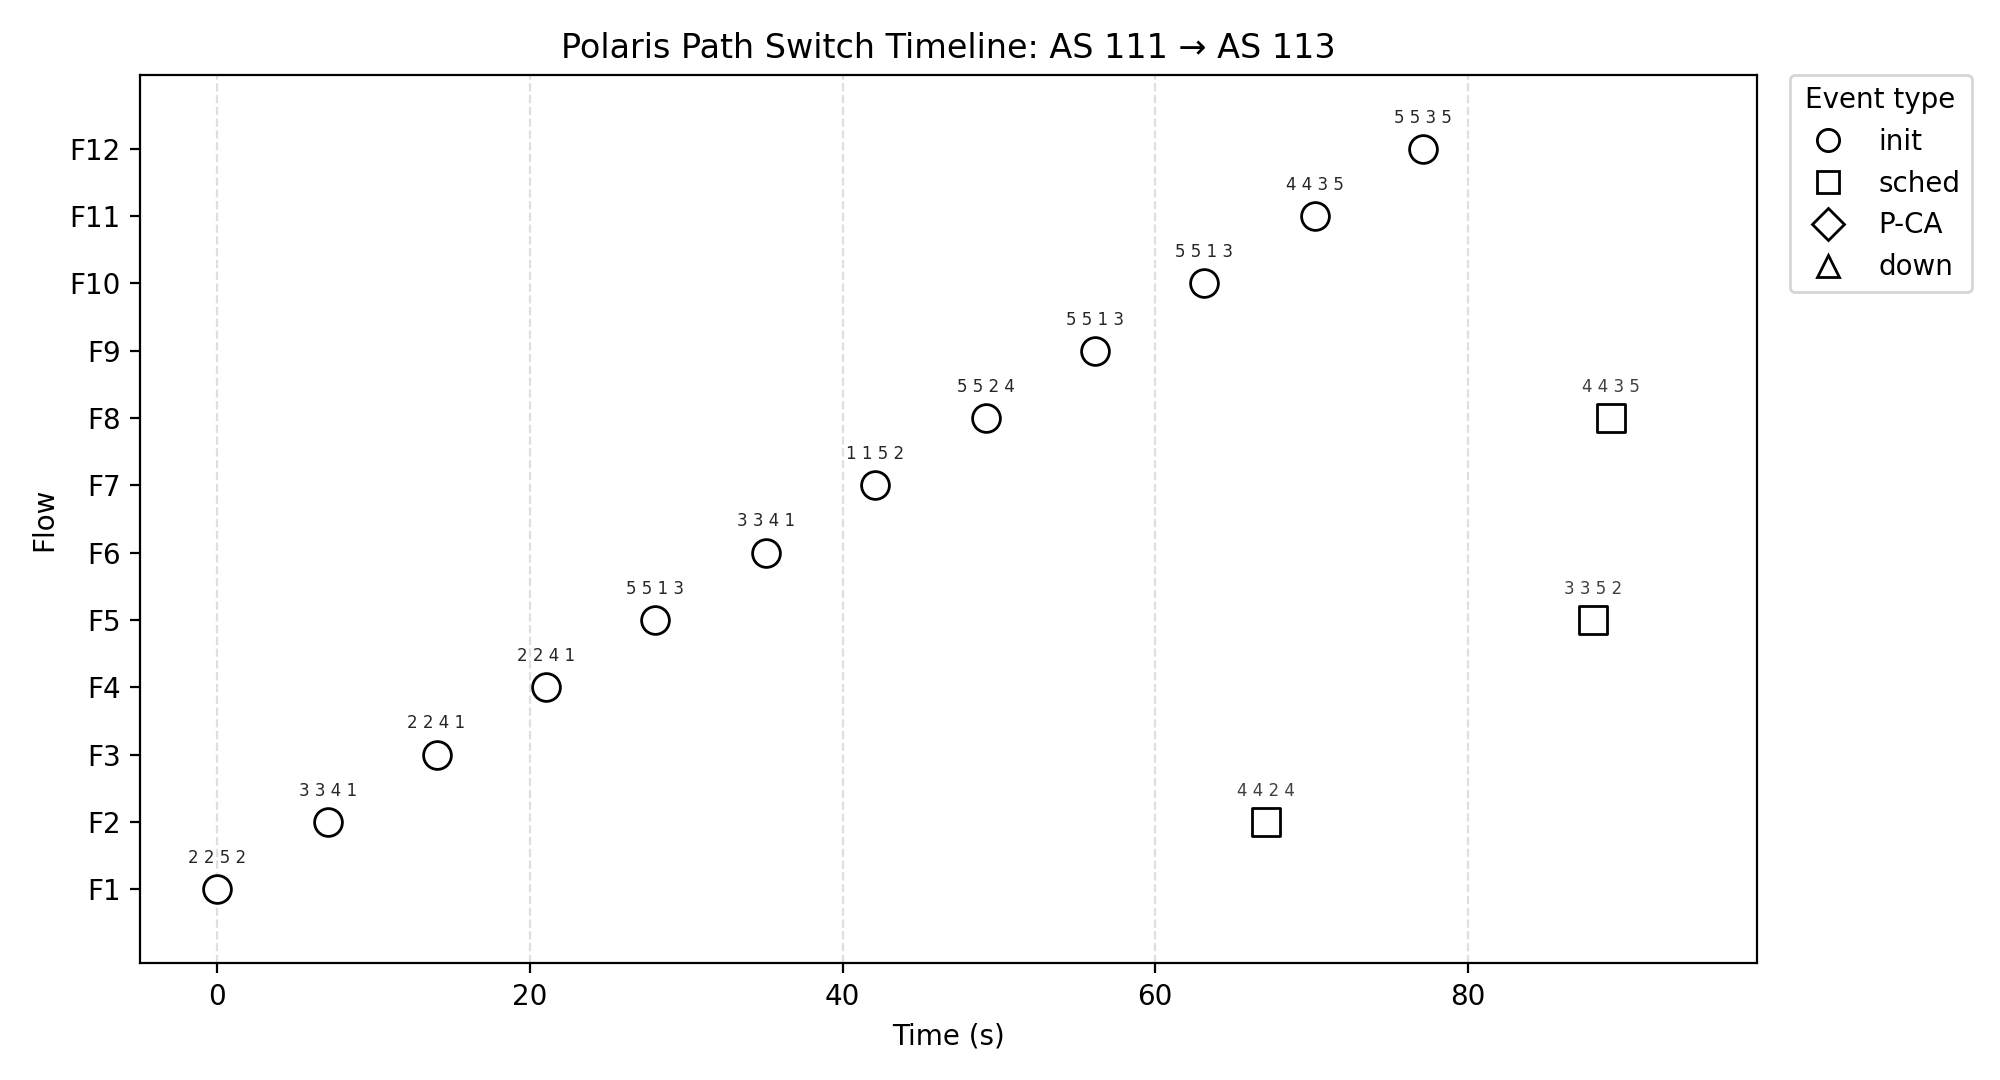 Polaris Path Switch Timeline: AS 111 → AS 113
Event type
init
sched
P-CA
down
5 5 3 5
F12
4 4 3 5
F11
5 5 1 3
F10
5 5 1 3
F9
5 5 2 4
4 4 3 5
F8
1 1 5 2
F7
3 3 4 1
F6
5 5 1 3
3 3 5 2
F5
2 2 4 1
F4
2 2 4 1
F3
3 3 4 1
4 4 2 4
F2
2 2 5 2
F1
Flow
0 20 40 60 80
Time (s)